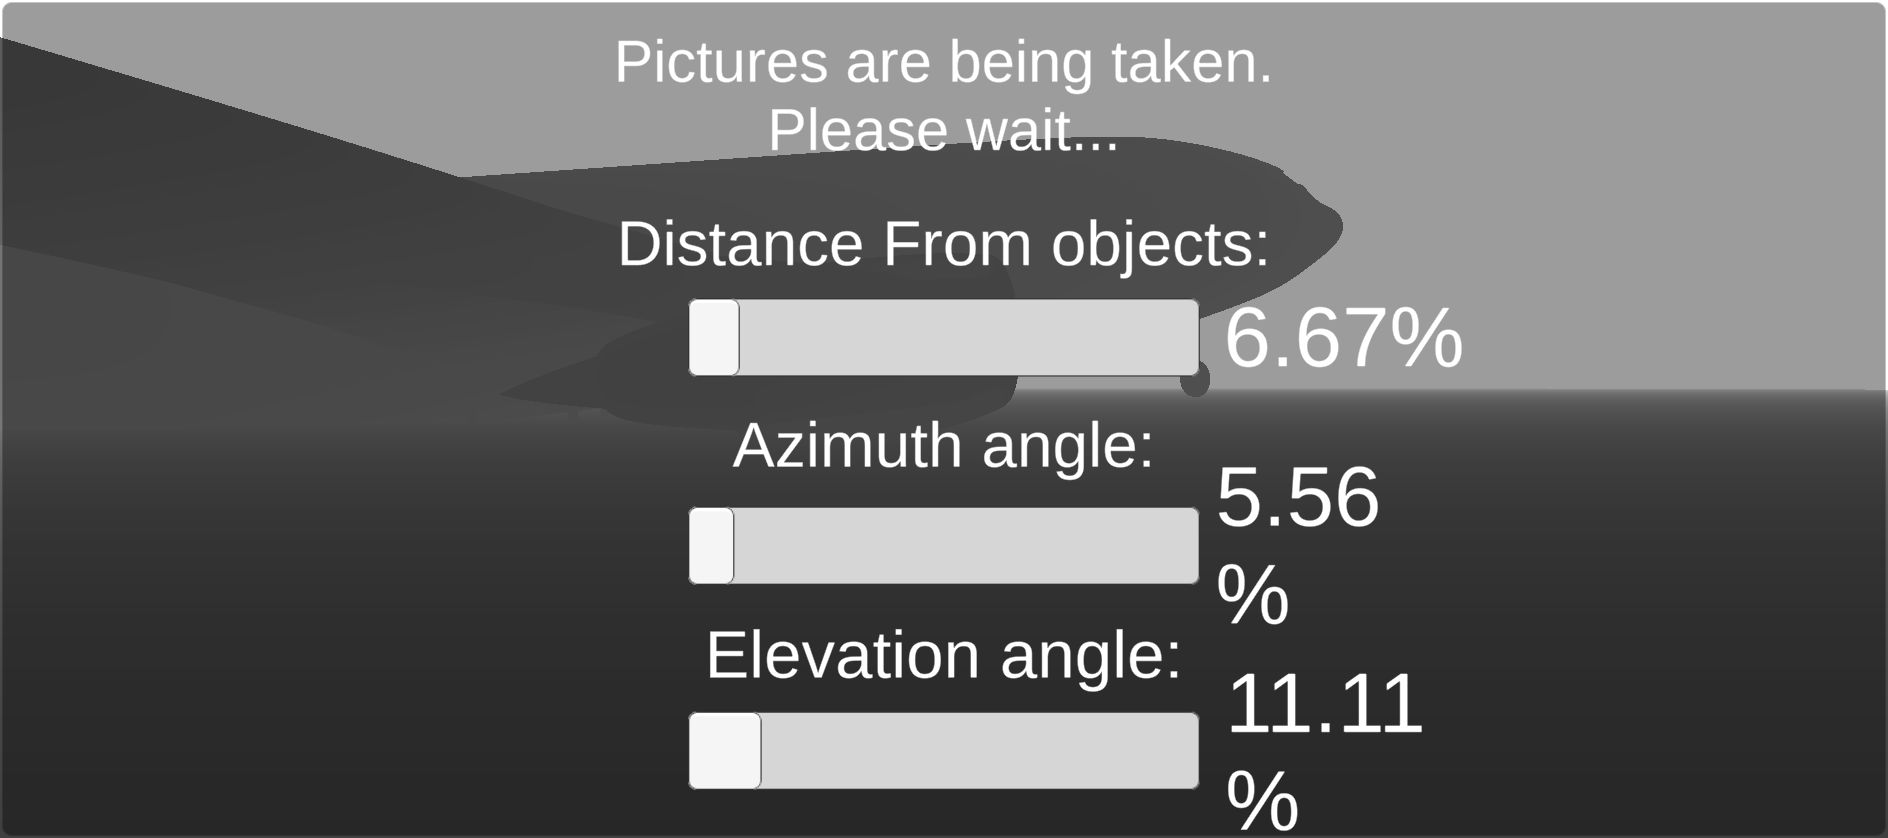 Pictures are being taken.
Please wait...
Distance From objects:
6.67%
Azimuth angle:
5.56
%
Elevation angle:
11.11
%